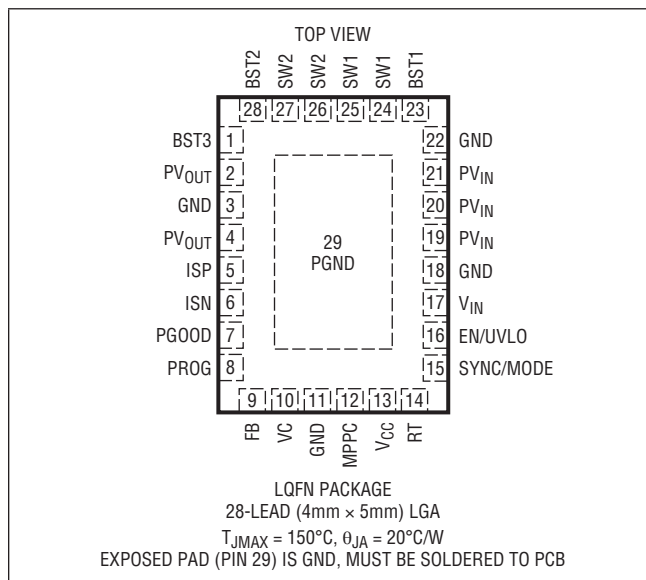 TOP VIEW
BST2 SW2 SW2 SW1 SW1 BST1
28 27 26 25 24 23
BST3 1 22 GND
PVOUT 2 21 PVIN
GND 3 20 PVIN
PVOUT 4 19 PVIN
ISP 5 18 GND
ISN 6 17 VIN
PGOOD 7 16 EN/UVLO
PROG 8 15 SYNC/MODE
29
PGND
9 10 11 12 13 14
FB VC GND MPPC VCC RT
LQFN PACKAGE
28-LEAD (4mm × 5mm) LGA
TJMAX = 150°C, θJA = 20°C/W
EXPOSED PAD (PIN 29) IS GND, MUST BE SOLDERED TO PCB